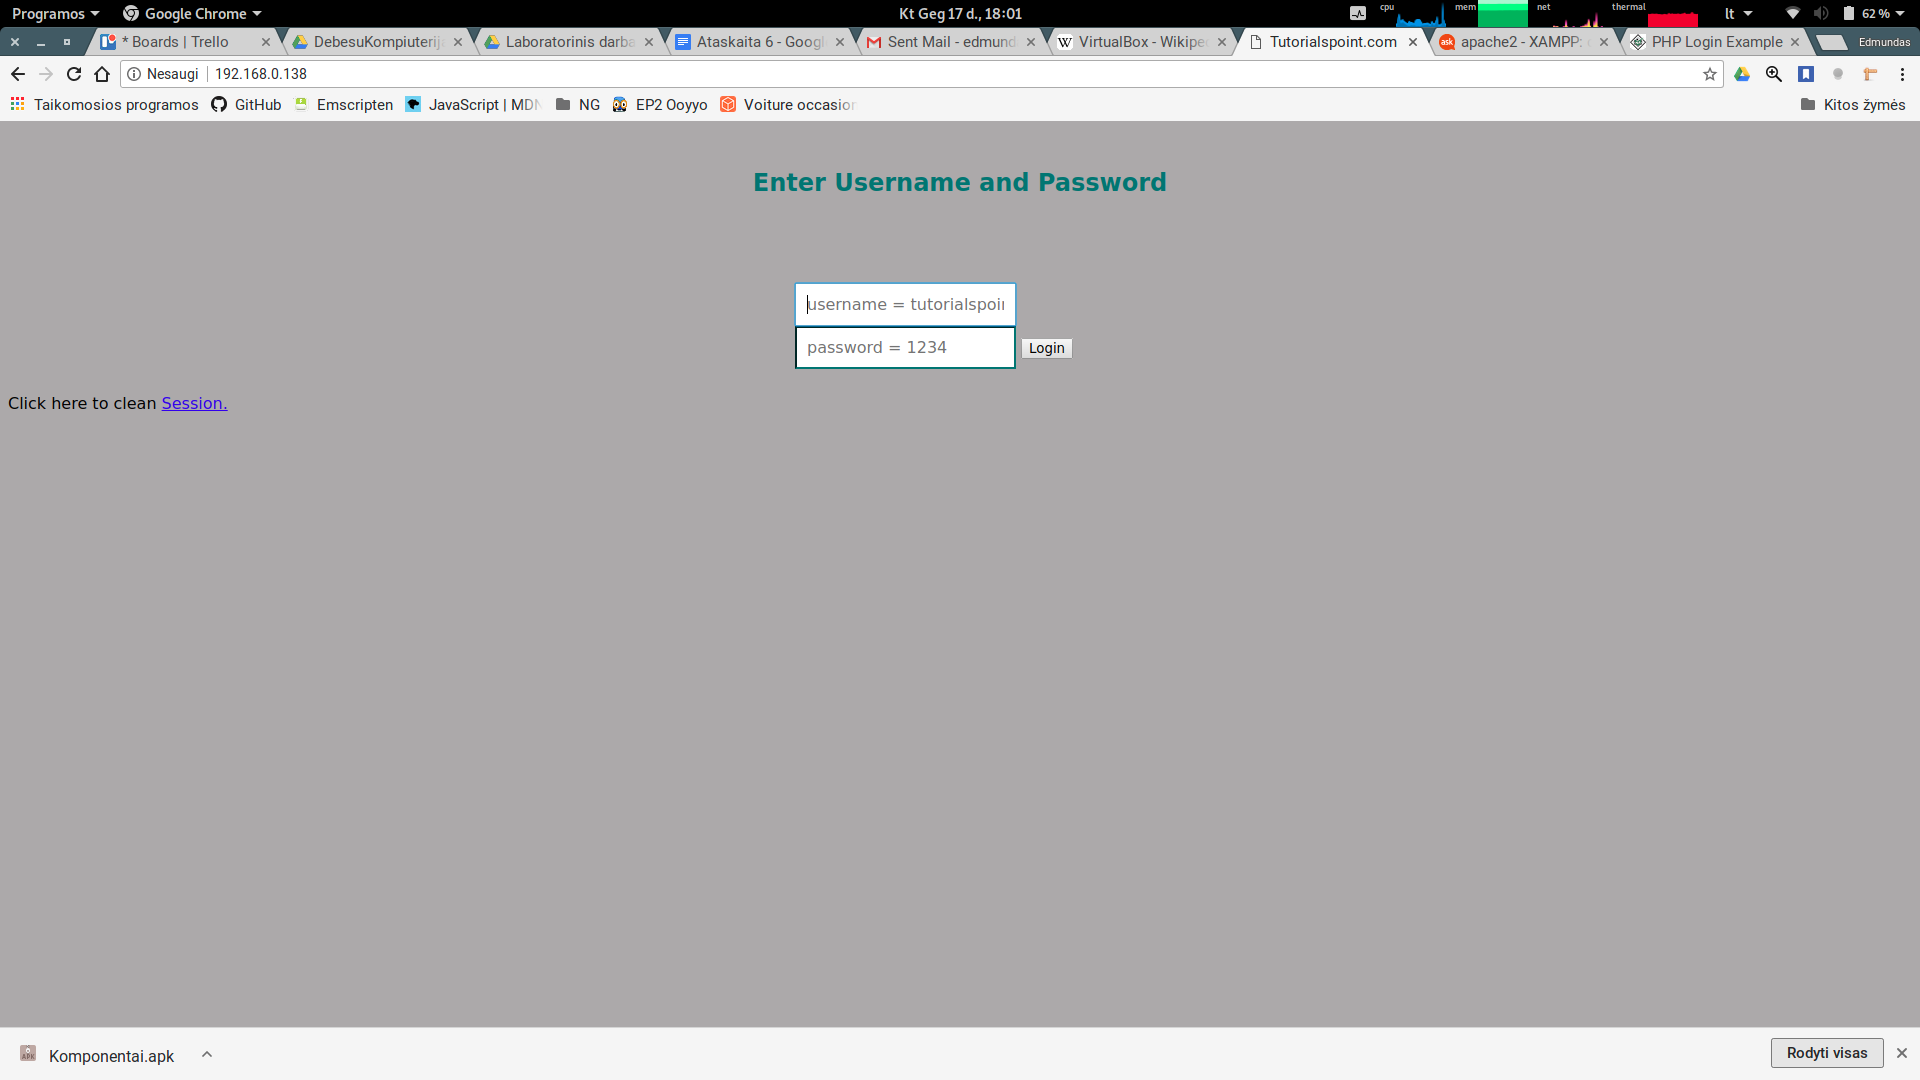 Programos Google Chrome Kt Geg 17 d., 18:01 cpu mem net thermal lt 62 %
* Boards | Trello DebesuKompiuterij Laboratorinis darba Ataskaita 6 - Googl Sent Mail - edmund VirtualBox - Wikipe Tutorialspoint.com apache2 - XAMPP: PHP Login Example Edmundas
Nesaugi 192.168.0.138
Taikomosios programos GitHub Emscripten JavaScript | MDN NG EP2 Ooyyo Voiture occasion Kitos žymės
Enter Username and Password
username = tutorialspoin
password = 1234 Login
Click here to clean Session.
Komponentai.apk Rodyti visas